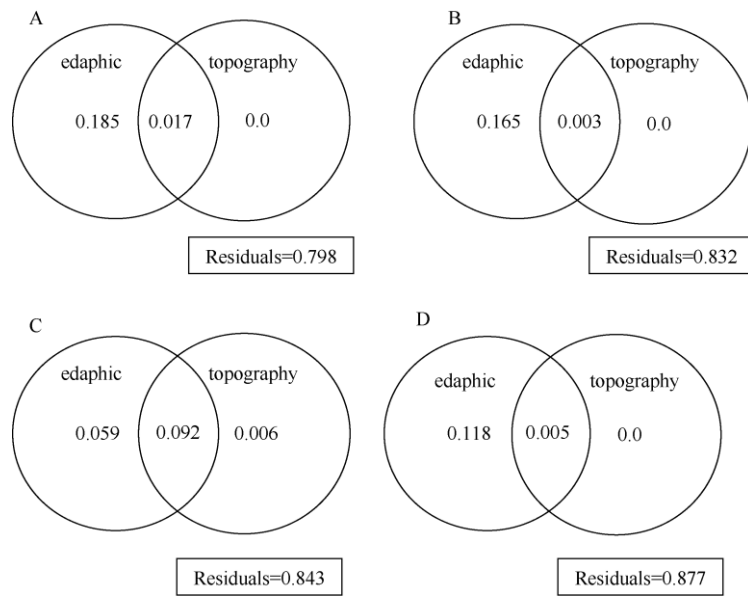 A
edaphic topography
0.185 0.017 0.0
Residuals=0.798
B
edaphic topography
0.165 0.003 0.0
Residuals=0.832
C
edaphic topography
0.059 0.092 0.006
Residuals=0.843
D
edaphic topography
0.118 0.005 0.0
Residuals=0.877